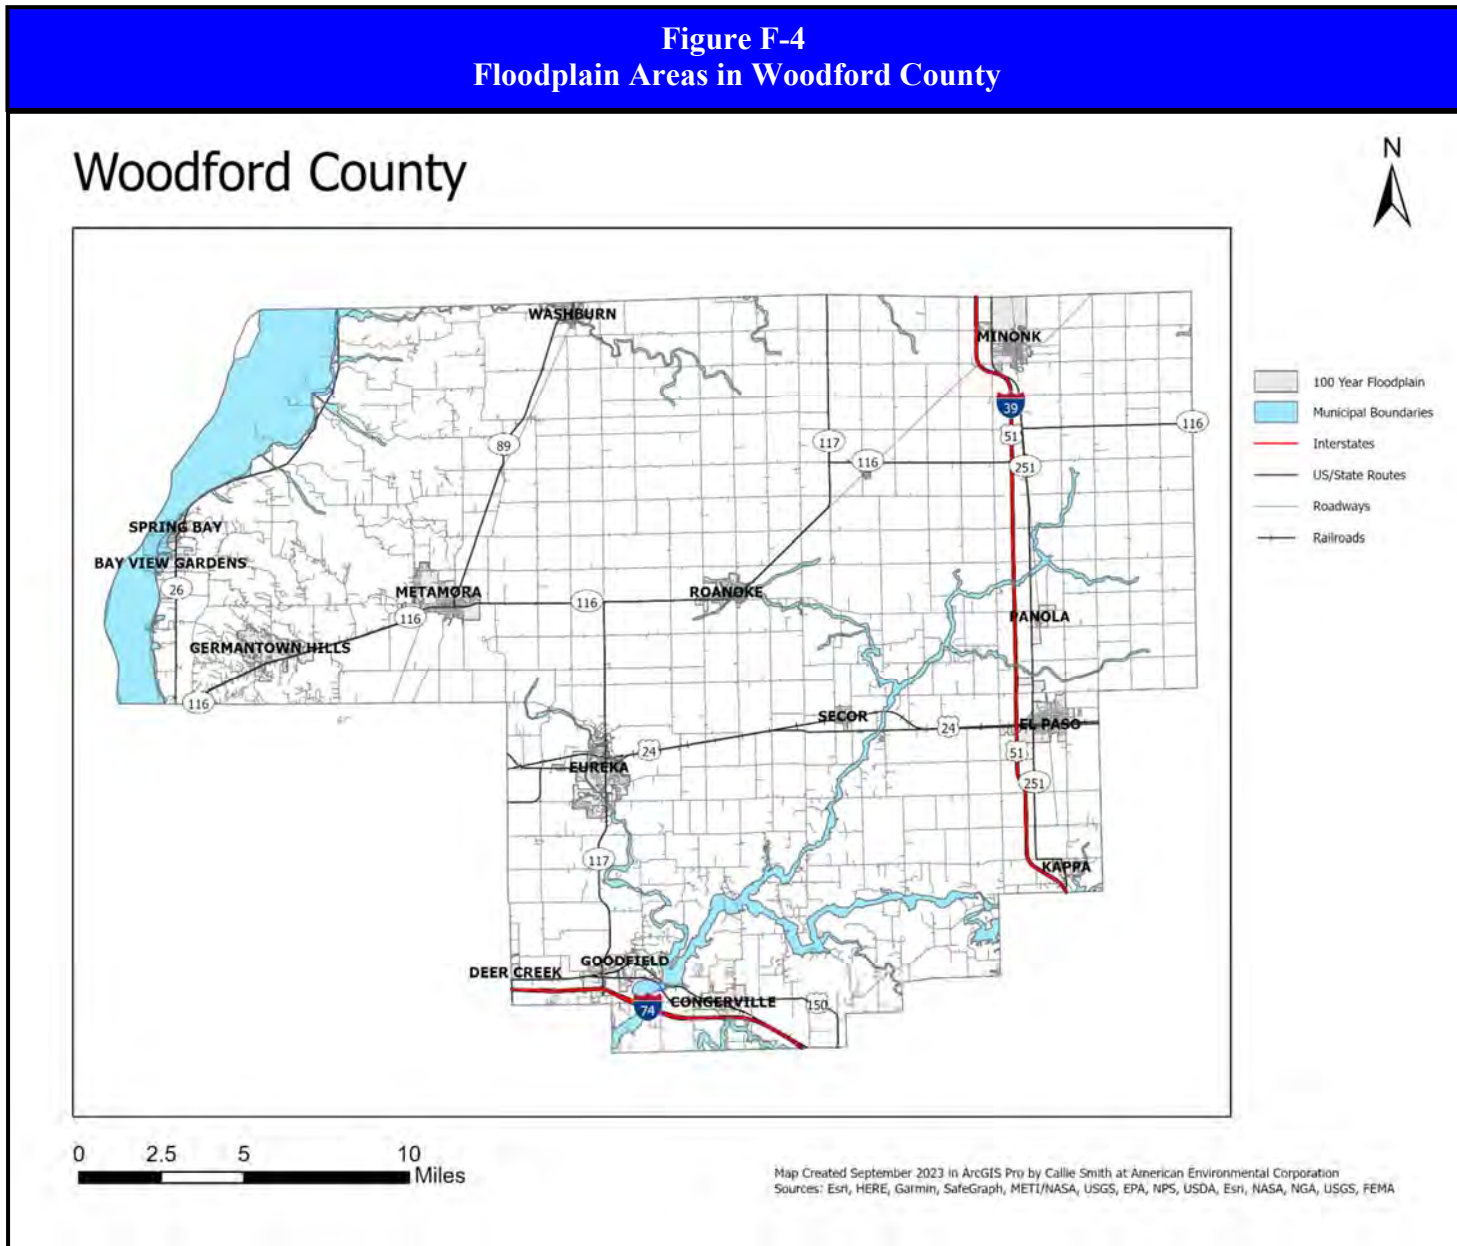 Figure F-4
Floodplain Areas in Woodford County
Woodford County
N
WASHBURN
MINONK
39
51
89
117
116
116
251
SPRING BAY
BAY VIEW GARDENS
26
METAMORA
116
116
ROANOKE
PANOLA
GERMANTOWN HILLS
116
SECOR
24
EL PASO
EUREKA
24
51
251
117
KAPPA
DEER CREEK
GOODFIELD
CONGERVILLE
74
150
100 Year Floodplain
Municipal Boundaries
Interstates
US/State Routes
Roadways
Railroads
0 2.5 5 10
Miles
Map Created September 2023 in ArcGIS Pro by Callie Smith at American Environmental Corporation
Sources: Esri, HERE, Garmin, SafeGraph, METI/NASA, USGS, EPA, NPS, USDA, Esri, NASA, NGA, USGS, FEMA